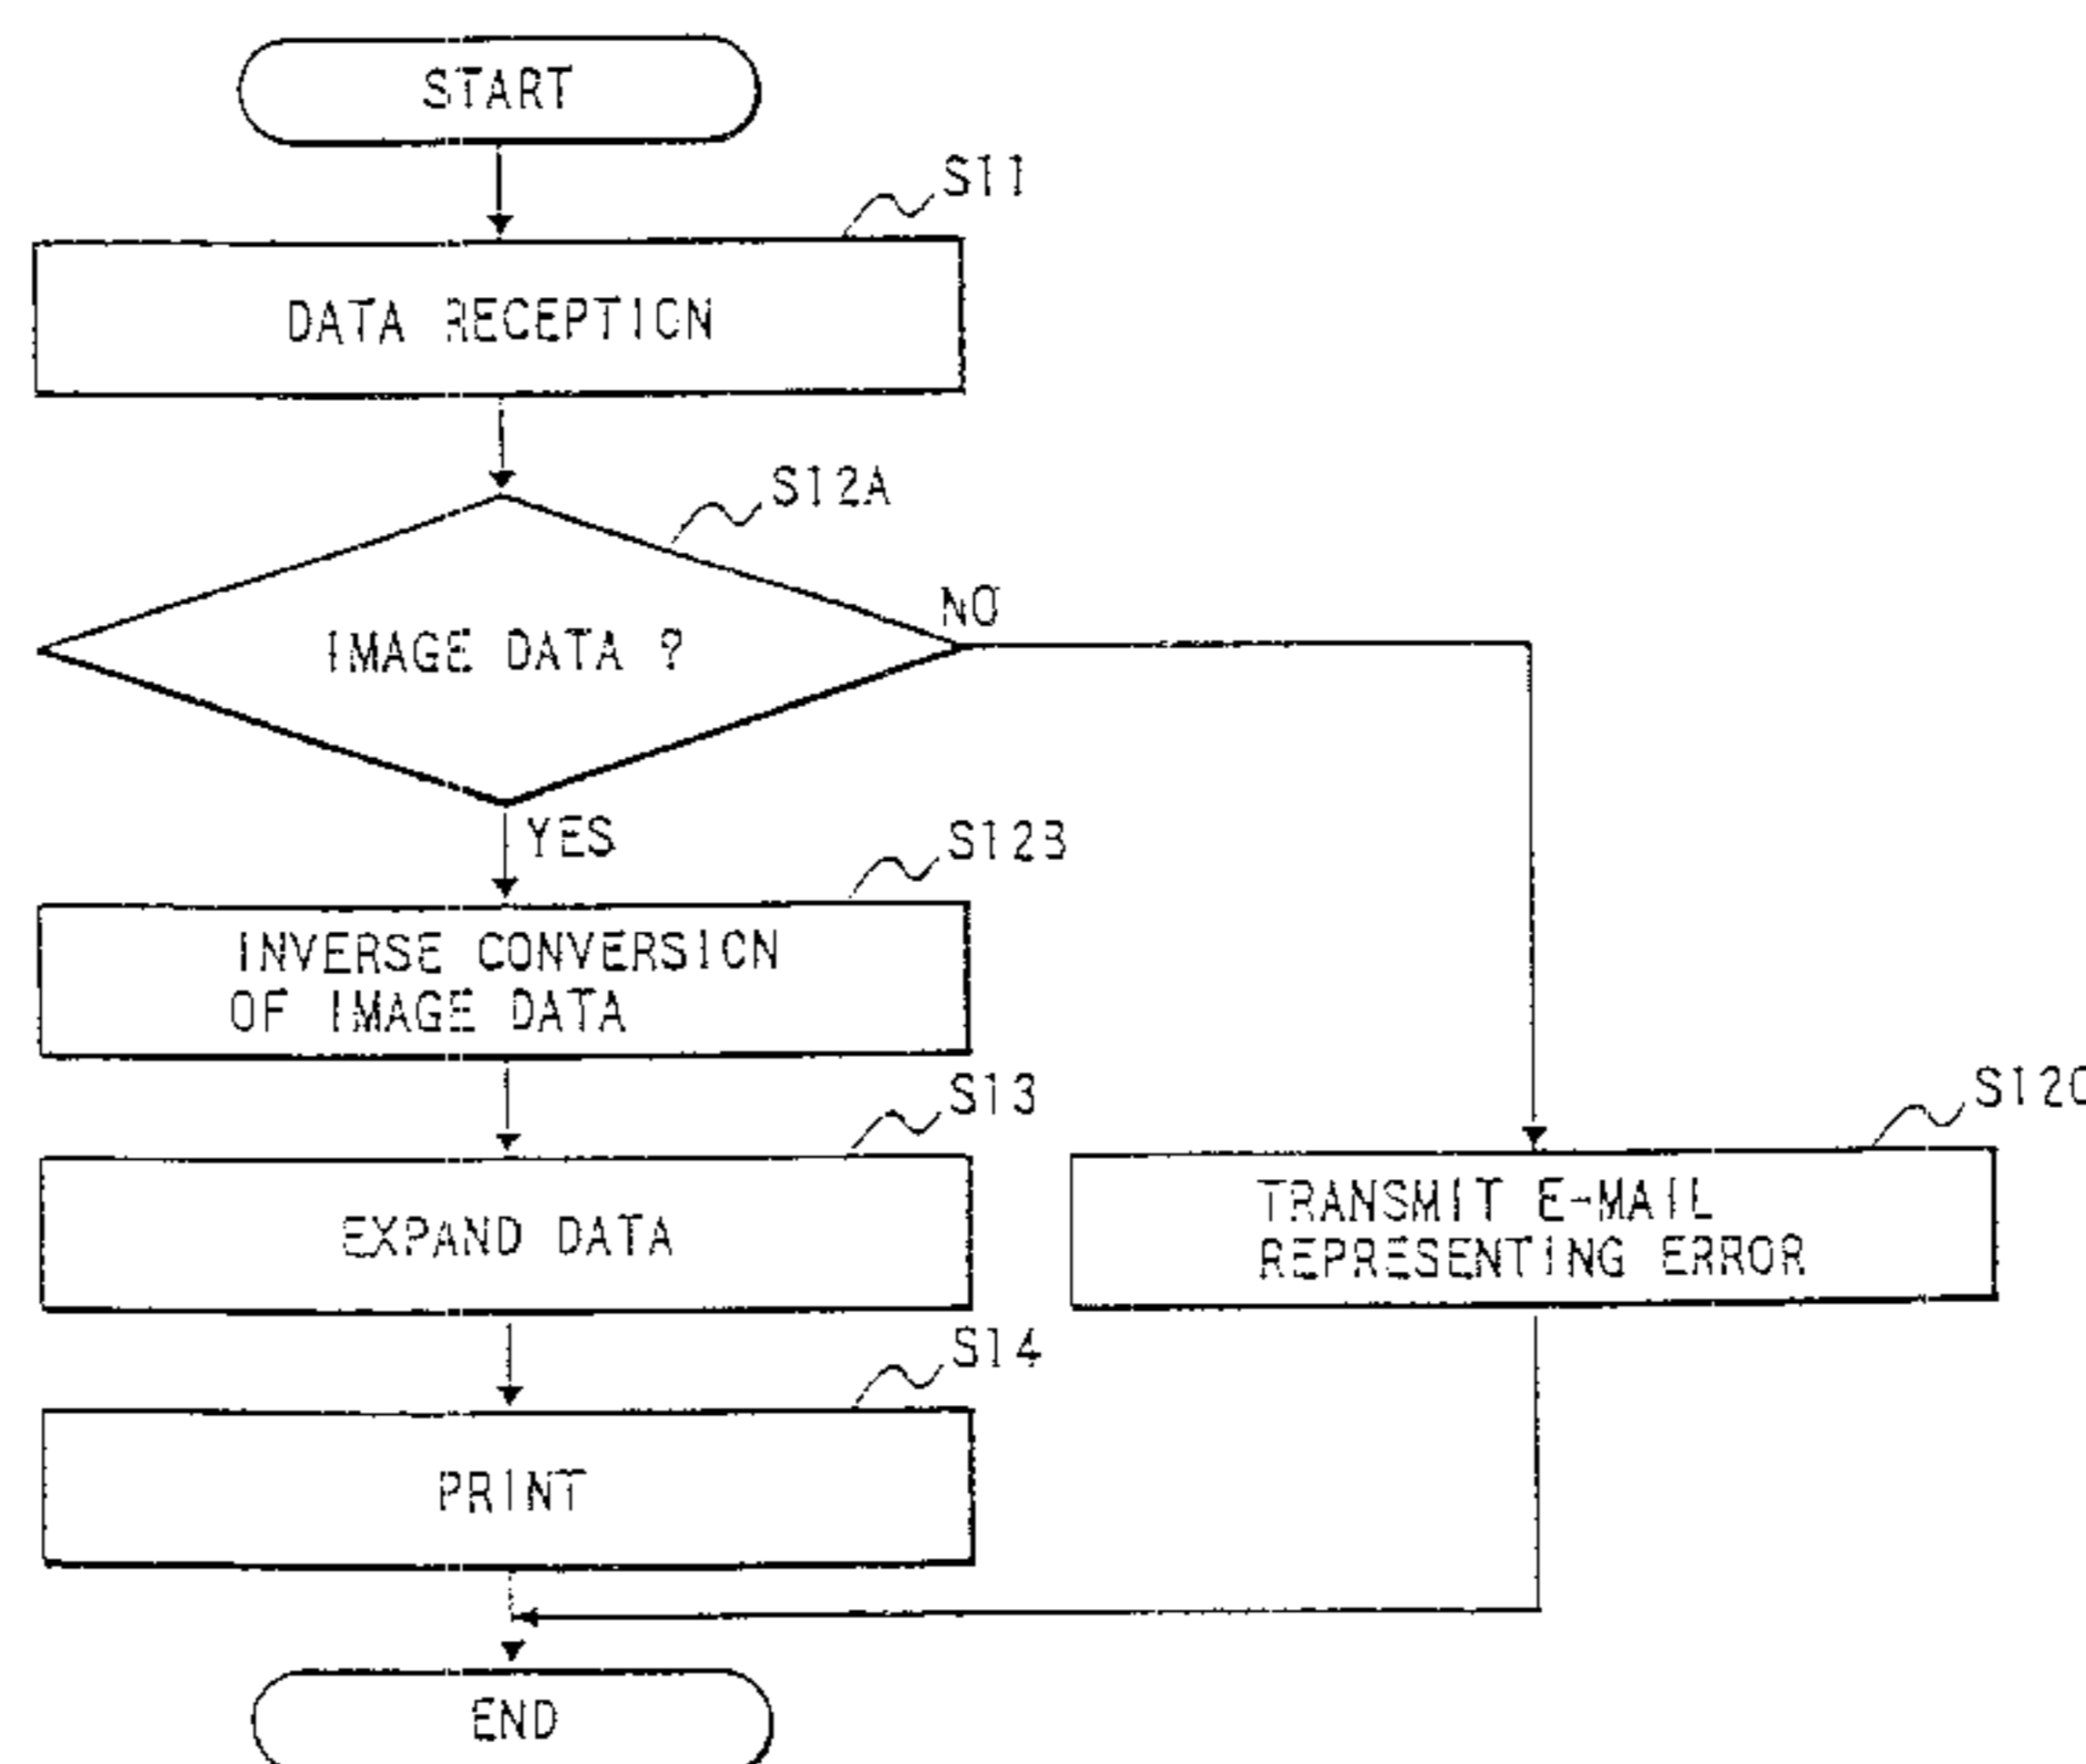 START
S11
DATA RECEPTION
S12A
IMAGE DATA ?
NO
YES
S12B
INVERSE CONVERSION
OF IMAGE DATA
S13
EXPAND DATA
S12C
TRANSMIT E-MAIL
REPRESENTING ERROR
S14
PRINT
END